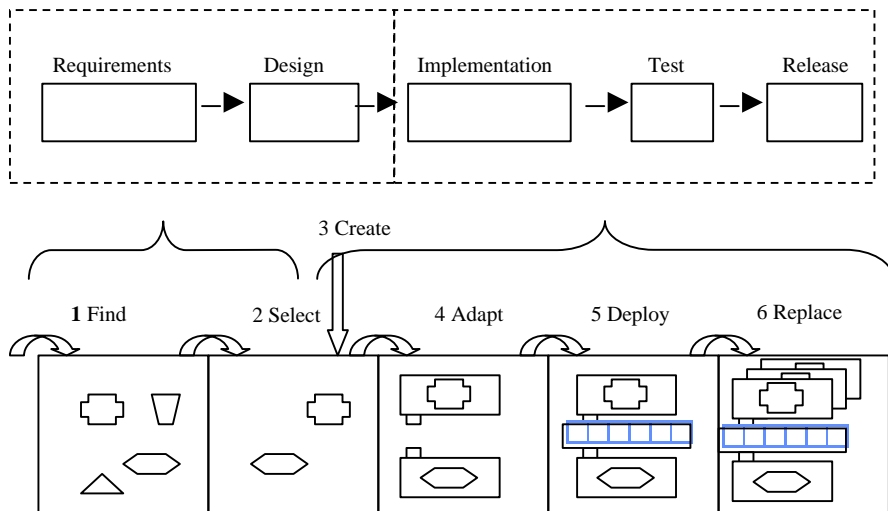 Requirements
Design
Implementation
Test
Release
3 Create
1 Find
2 Select
4 Adapt
5 Deploy
6 Replace